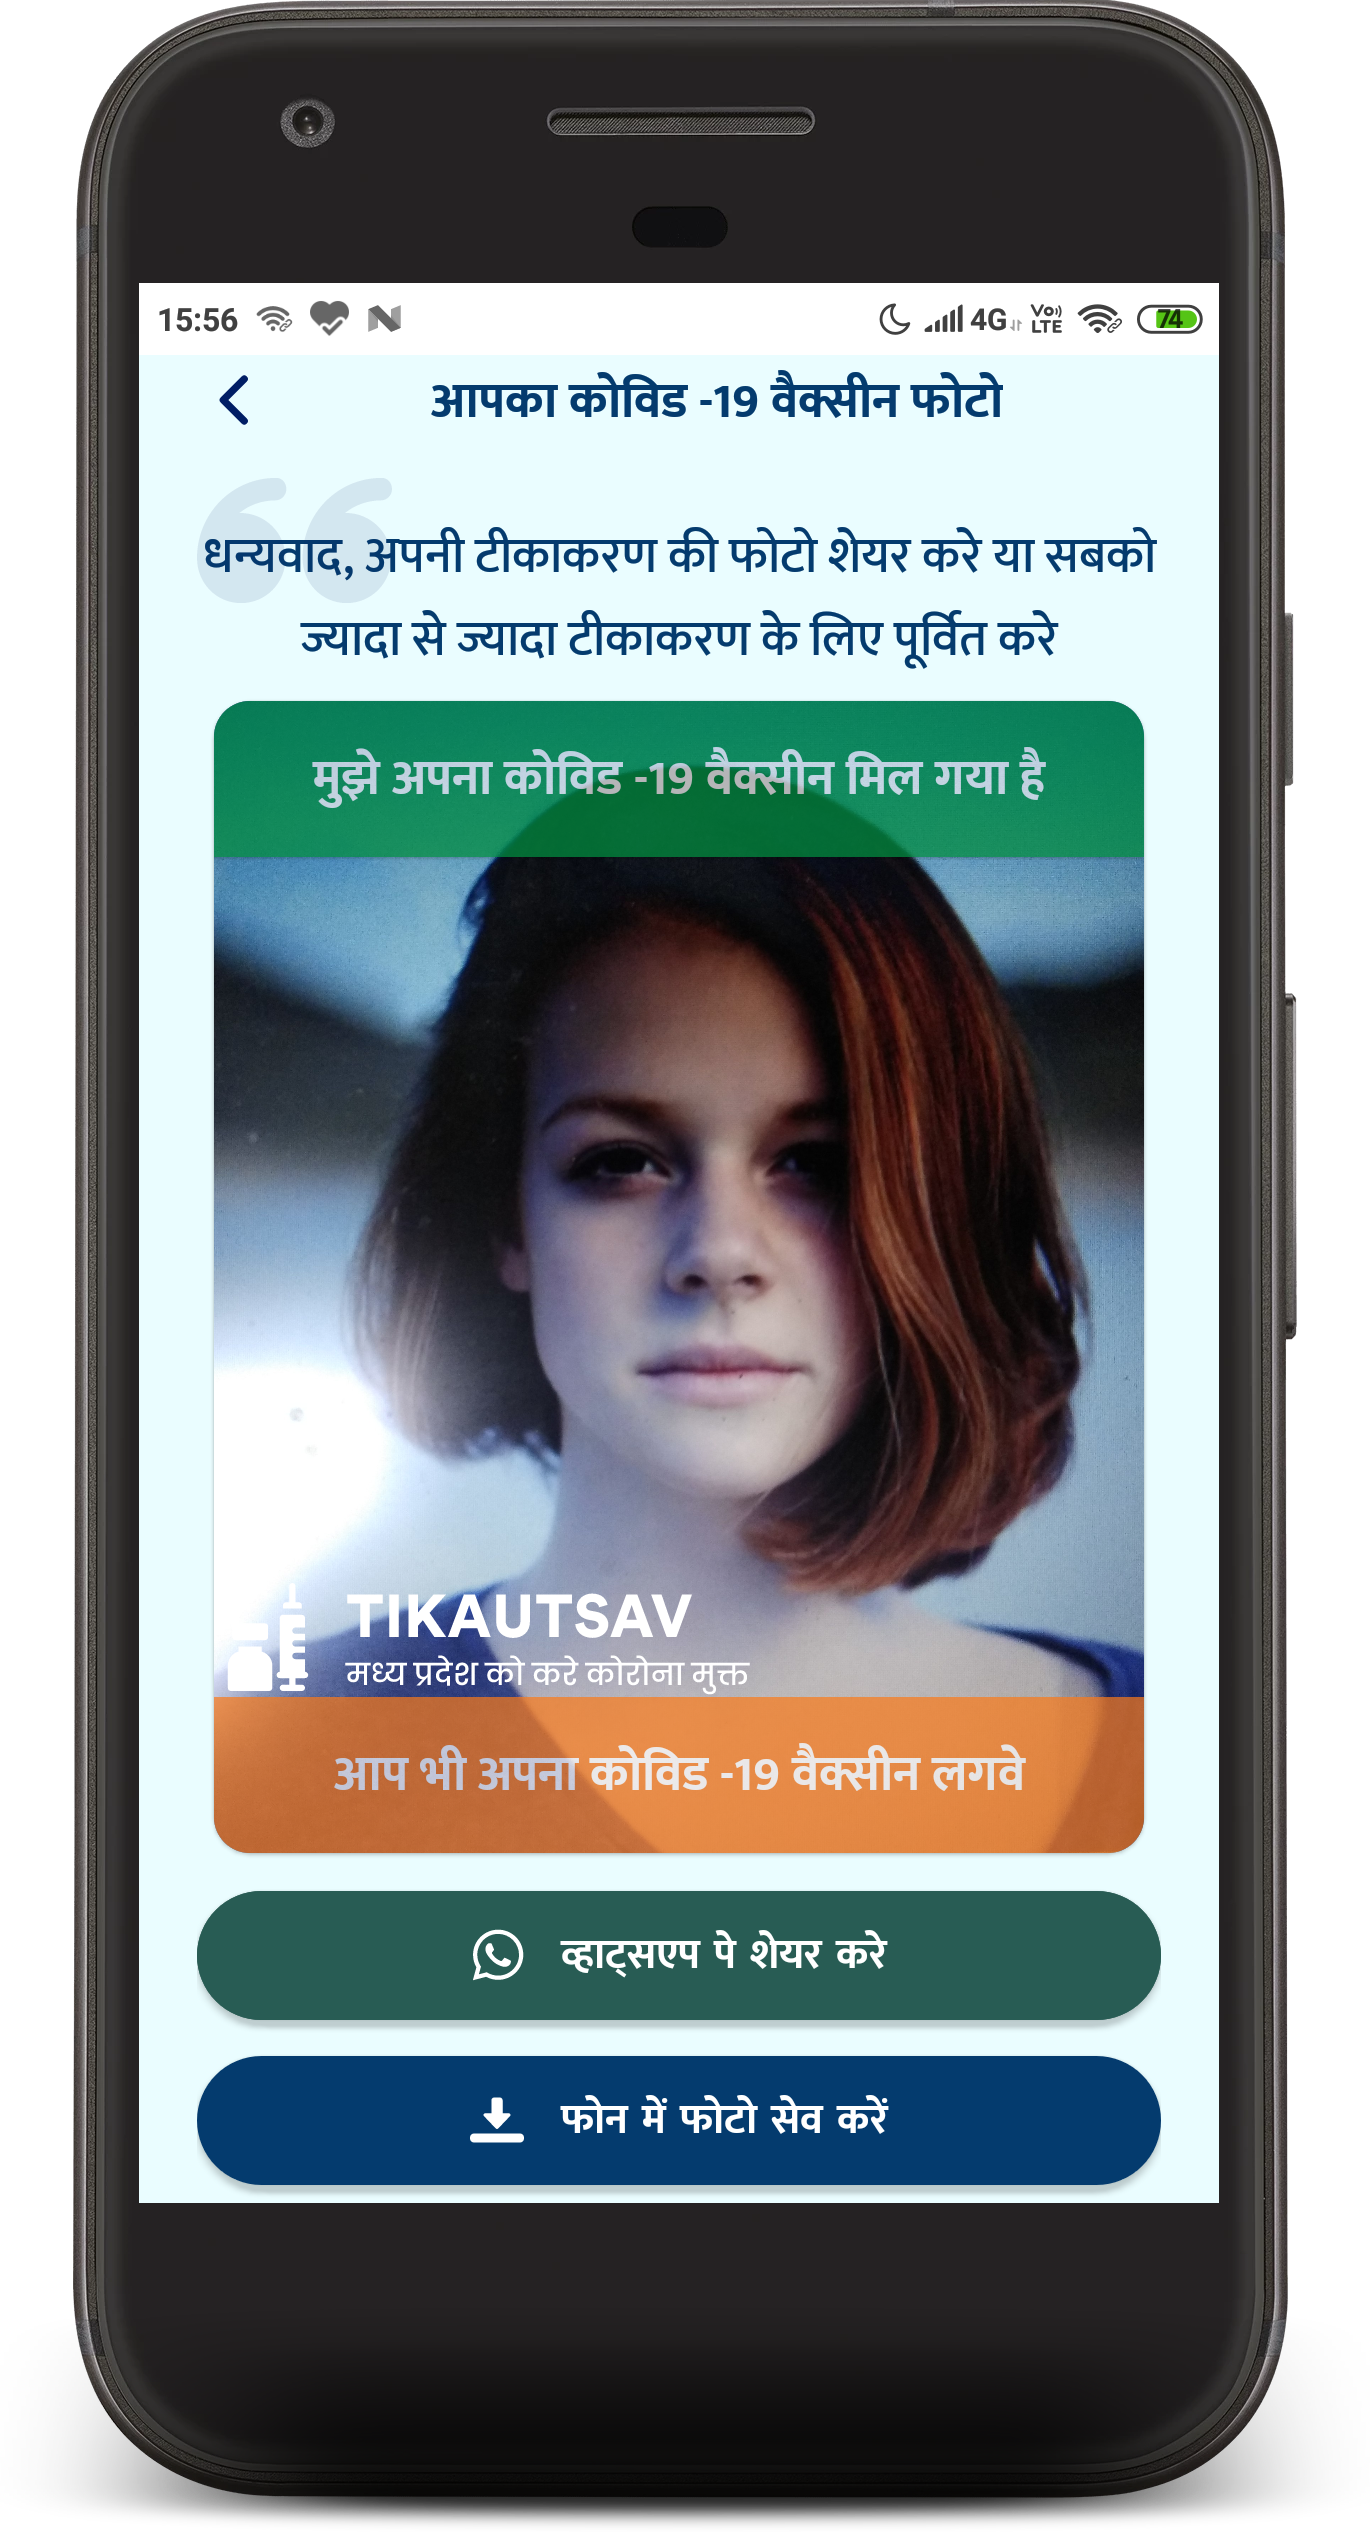 15:56 4G Vo) LTE 74
आपका कोविड -19 वैक्सीन फोटो
धन्यवाद, अपनी टीकाकरण की फोटो शेयर करे या सबको
ज्यादा से ज्यादा टीकाकरण के लिए पूर्वित करे
मुझे अपना कोविड -19 वैक्सीन मिल गया है
TIKAUTSAV
मध्य प्रदेश को करे कोरोना मुक्त
आप भी अपना कोविड -19 वैक्सीन लगवे
व्हाट्सएप पे शेयर करे
फोन में फोटो सेव करें